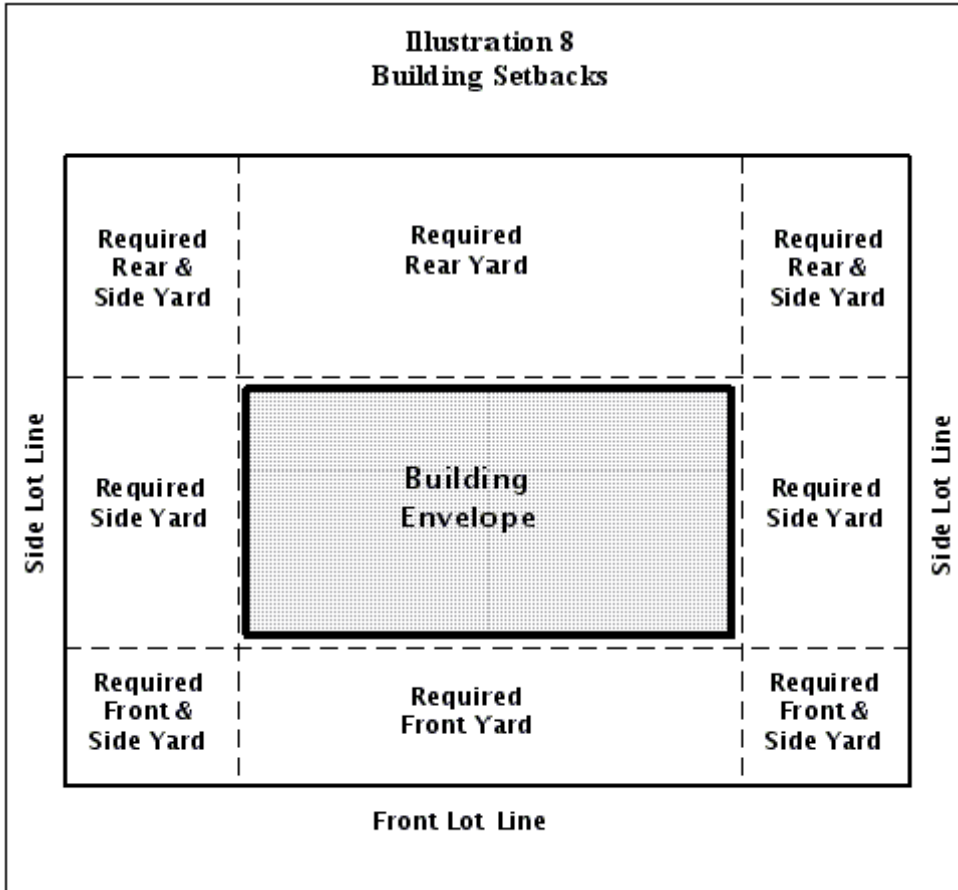 Illustration 8
Building Setbacks
Required
Rear &
Side Yard
Required
Rear Yard
Required
Rear &
Side Yard
Side Lot Line
Required
Side Yard
Building
Envelope
Required
Side Yard
Side Lot Line
Required
Front &
Side Yard
Required
Front Yard
Required
Front &
Side Yard
Front Lot Line